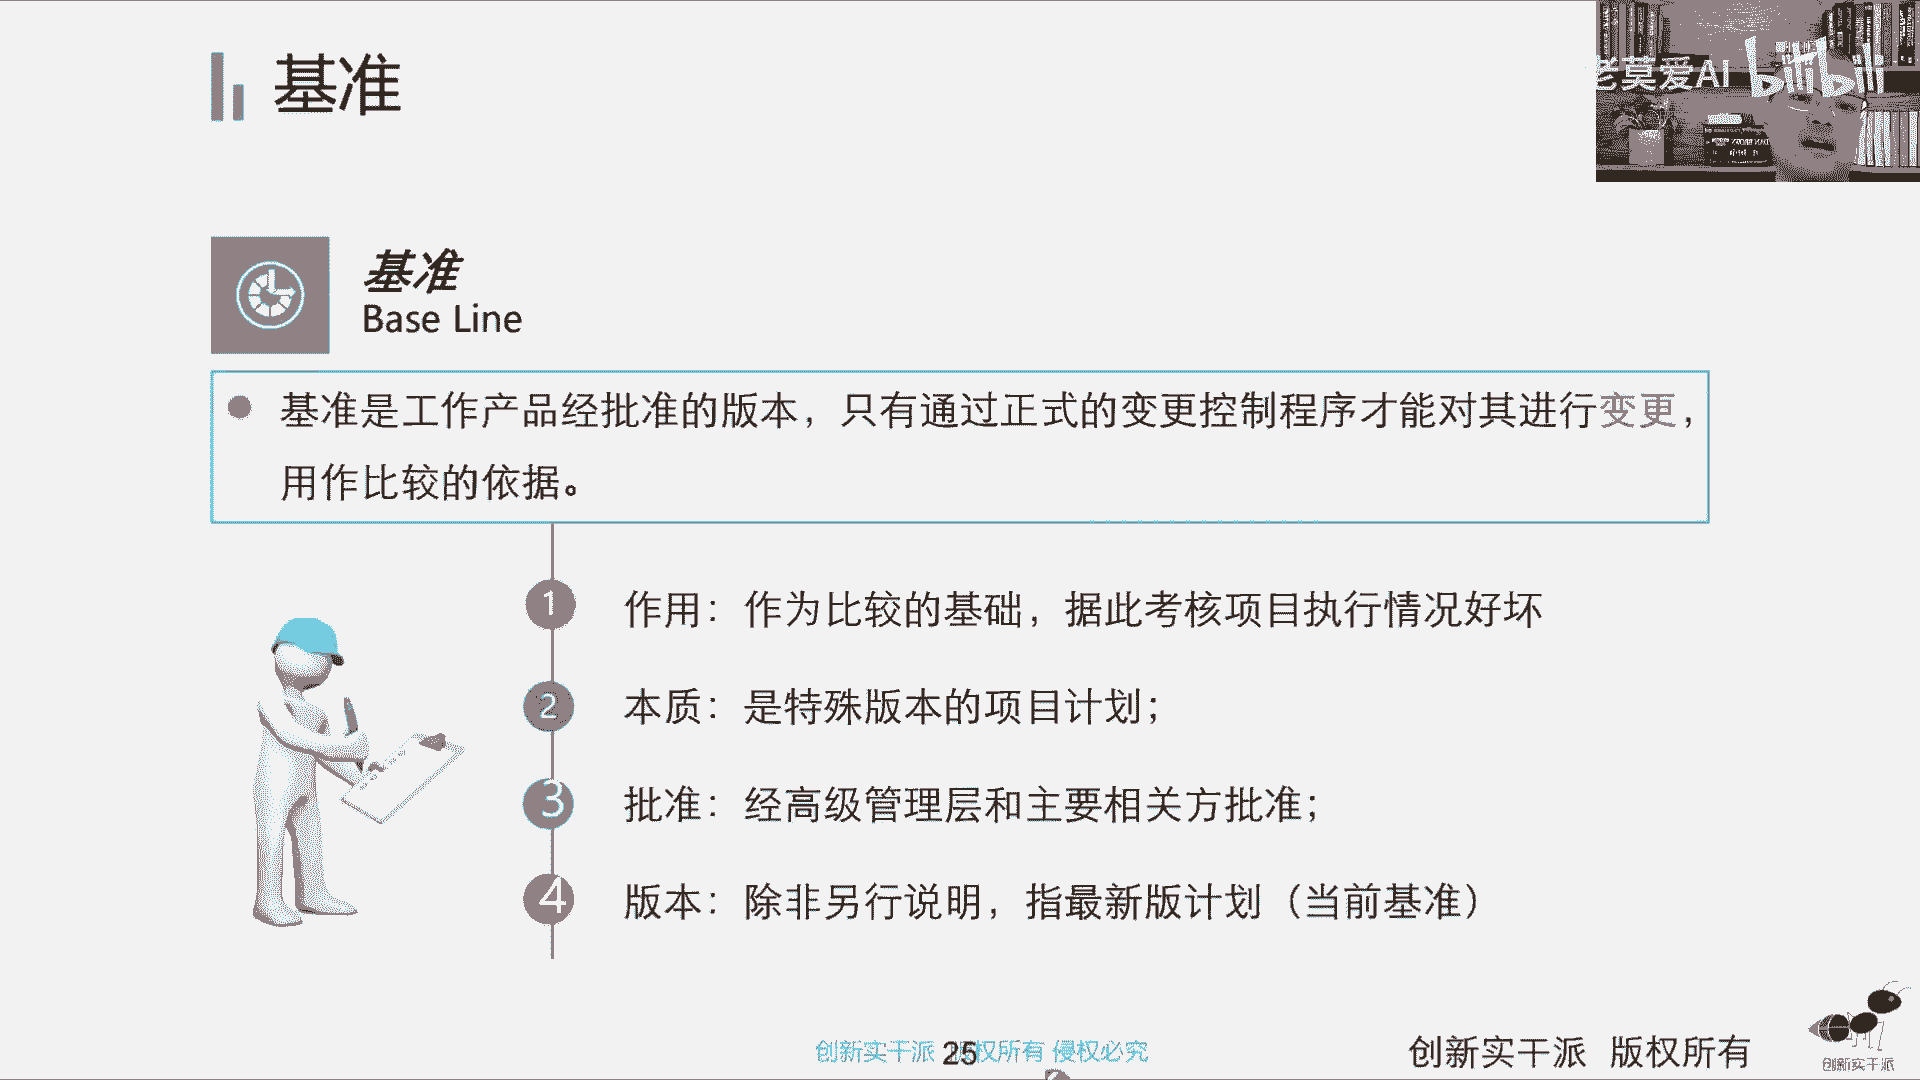 基准
老莫爱AI bilibili
基准
Base Line
基准是工作产品经批准的版本，只有通过正式的变更控制程序才能对其进行变更，
用作比较的依据。
1 作用：作为比较的基础，据此考核项目执行情况好坏
2 本质：是特殊版本的项目计划；
3 批准：经高级管理层和主要相关方批准；
4 版本：除非另行说明，指最新版计划（当前基准）
创新实干派 版权所有 侵权必究
25
创新实干派 版权所有
创新实干派